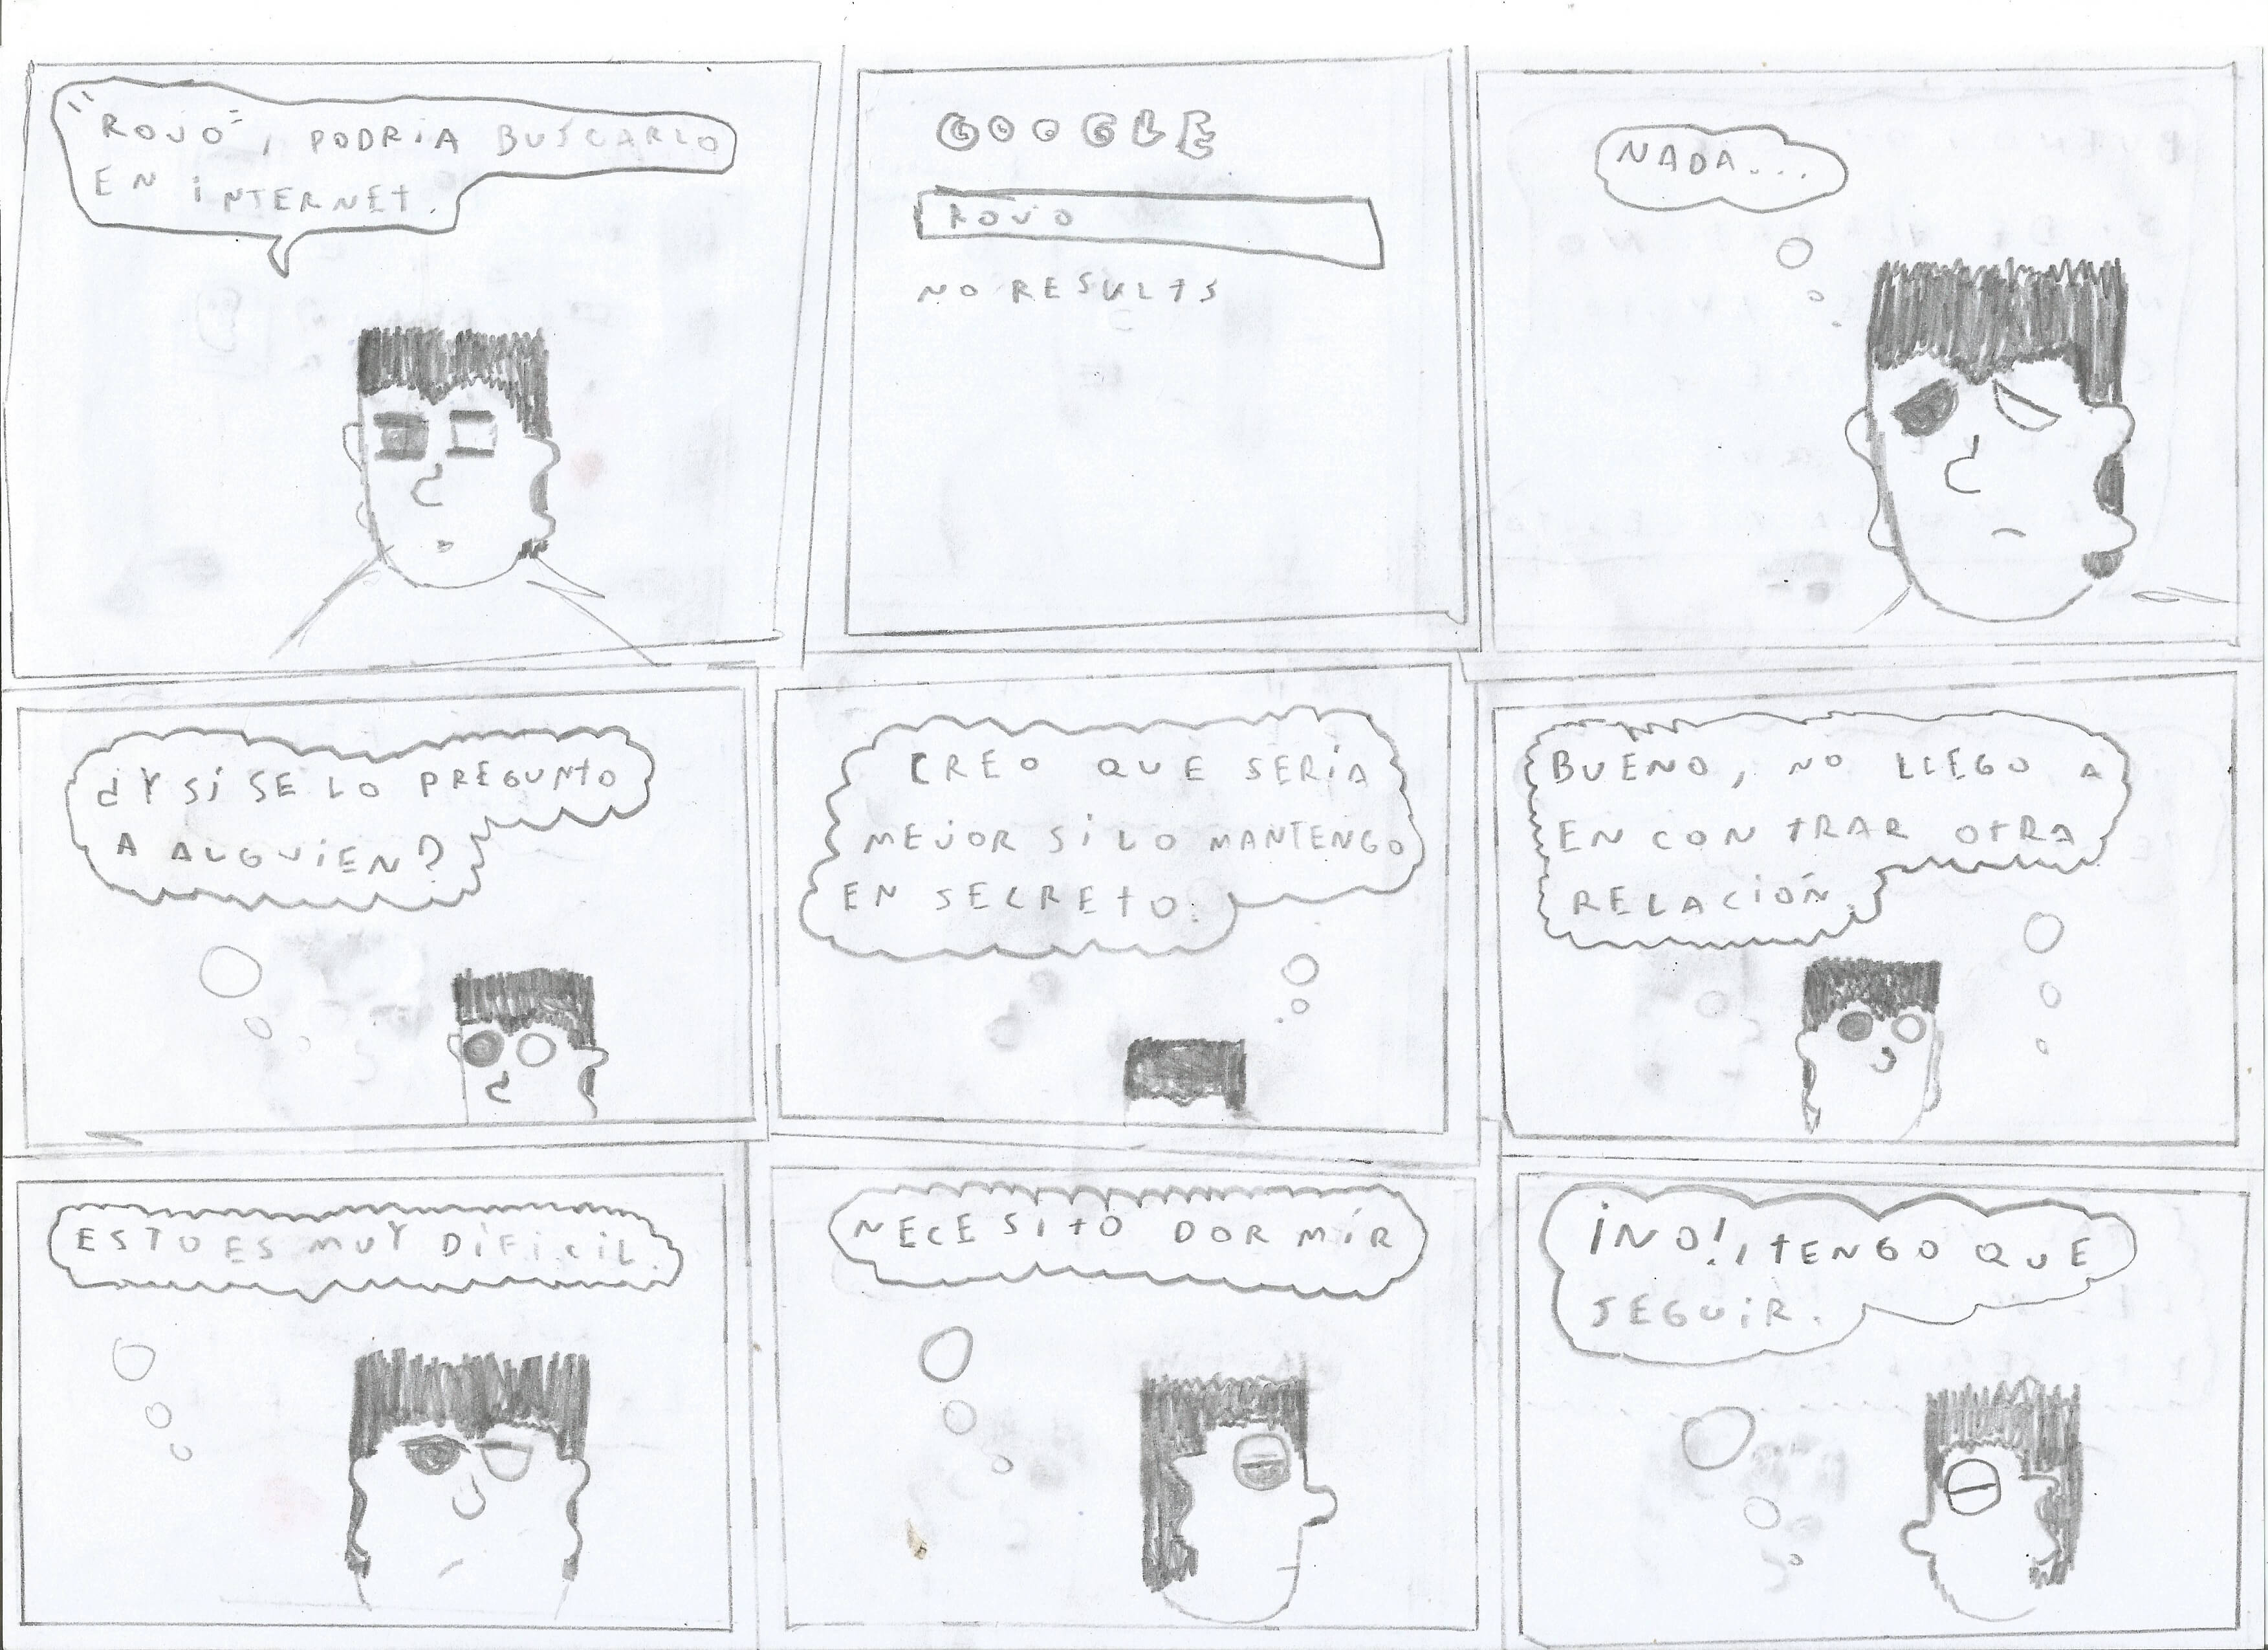 "ROJO", PODRIA BUSCARLO
EN INTERNET.
GOOGLE
ROJO
NO RESULTS
NADA...
¿Y SI SE LO PREGUNTO
A ALGUIEN?
CREO QUE SERÍA
MEJOR SI LO MANTENGO
EN SECRETO.
BUENO, NO LLEGO A
ENCONTRAR OTRA
RELACIÓN.
ESTO ES MUY DIFICIL.
NECESITO DORMIR
¡NO!, TENGO QUE
SEGUIR.